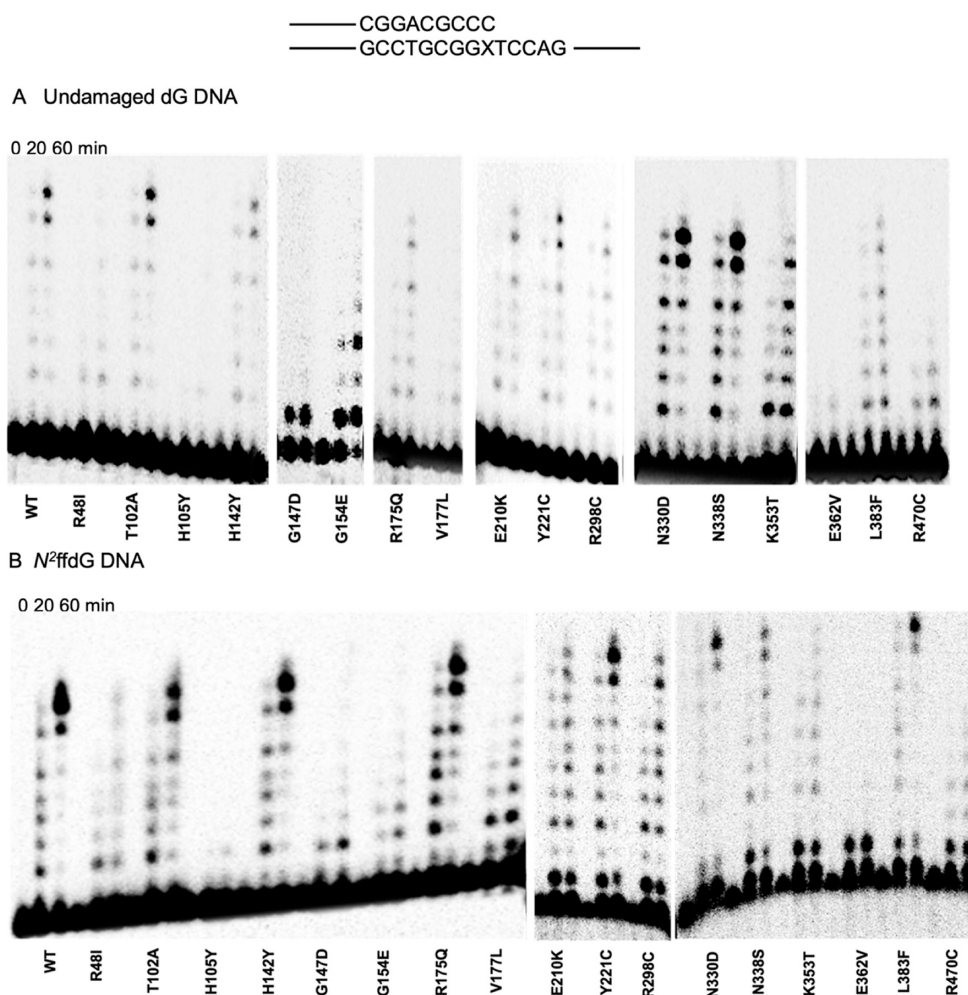 CGGACGCCC
GCCTGCGGXTCCAG
A Undamaged dG DNA
0 20 60 min
WT R48I T102A H105Y H142Y G147D G154E R175Q V177L E210K Y221C R298C N330D N338S K353T E362V L383F R470C
B N²ffdG DNA
0 20 60 min
WT R48I T102A H105Y H142Y G147D G154E R175Q V177L E210K Y221C R298C N330D N338S K353T E362V L383F R470C